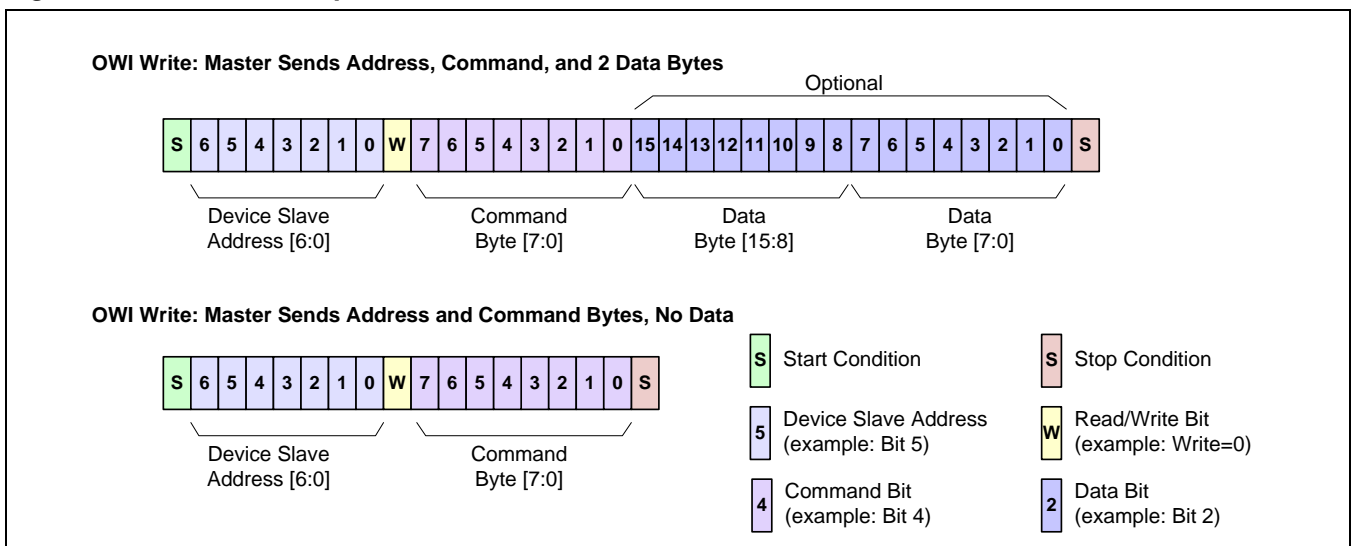 OWI Write: Master Sends Address, Command, and 2 Data Bytes
Optional
S 6 5 4 3 2 1 0 W 7 6 5 4 3 2 1 0 15 14 13 12 11 10 9 8 7 6 5 4 3 2 1 0 S
Device Slave
Address [6:0]
Command
Byte [7:0]
Data
Byte [15:8]
Data
Byte [7:0]
OWI Write: Master Sends Address and Command Bytes, No Data
S 6 5 4 3 2 1 0 W 7 6 5 4 3 2 1 0 S
Device Slave
Address [6:0]
Command
Byte [7:0]
S Start Condition
S Stop Condition
5 Device Slave Address
(example: Bit 5)
W Read/Write Bit
(example: Write=0)
4 Command Bit
(example: Bit 4)
2 Data Bit
(example: Bit 2)